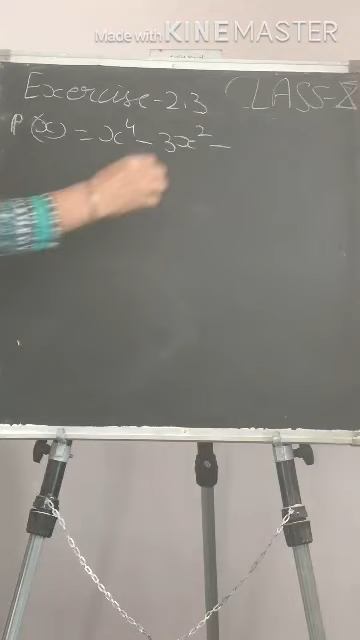 Made with KINEMASTER
Exercise-2.3 CLASS-X
P(x) = x⁴ - 3x² -